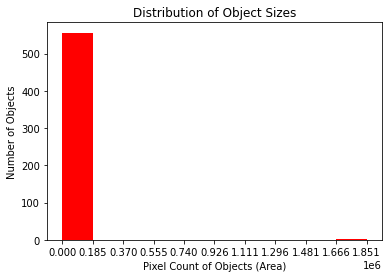 Distribution of Object Sizes
500
400
300
200
100
0
Number of Objects
0.000 0.185 0.370 0.555 0.740 0.926 1.111 1.296 1.481 1.666 1.851
1e6
Pixel Count of Objects (Area)